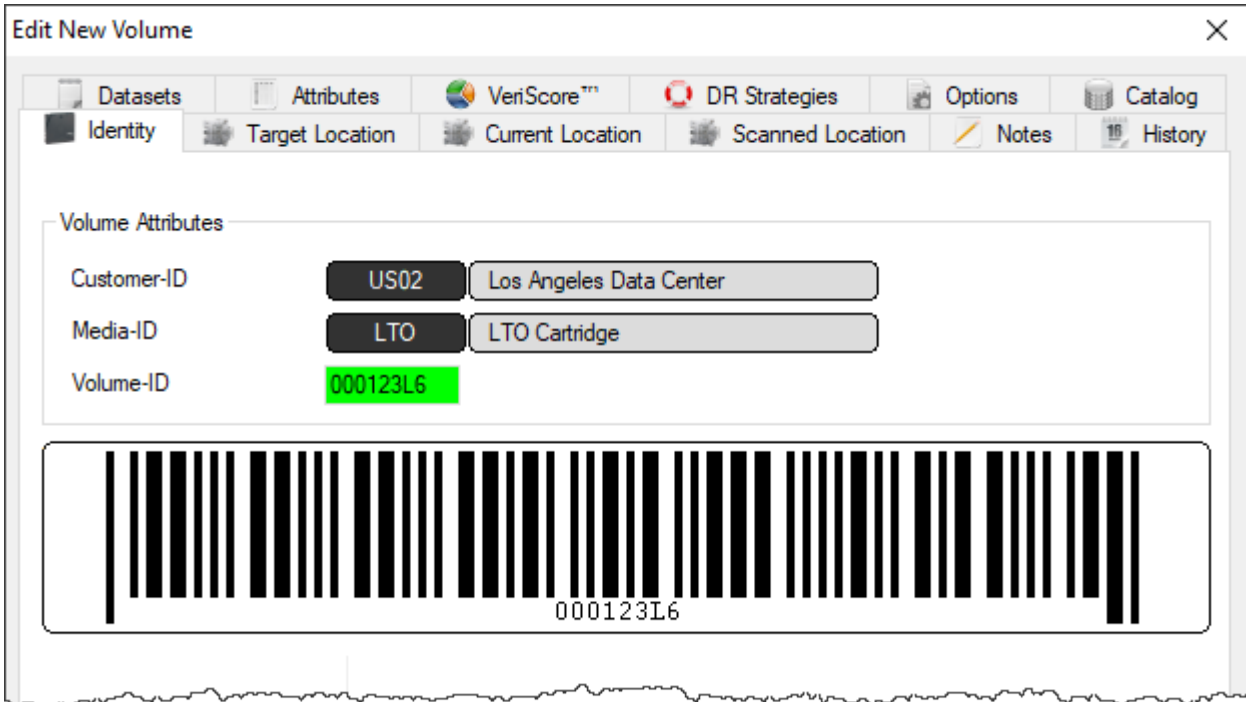 Edit New Volume
Datasets Attributes VeriScore™ DR Strategies Options Catalog
Identity Target Location Current Location Scanned Location 16 Notes History
Volume Attributes
Customer-ID US02 Los Angeles Data Center
Media-ID LTO LTO Cartridge
Volume-ID 000123L6
000123L6